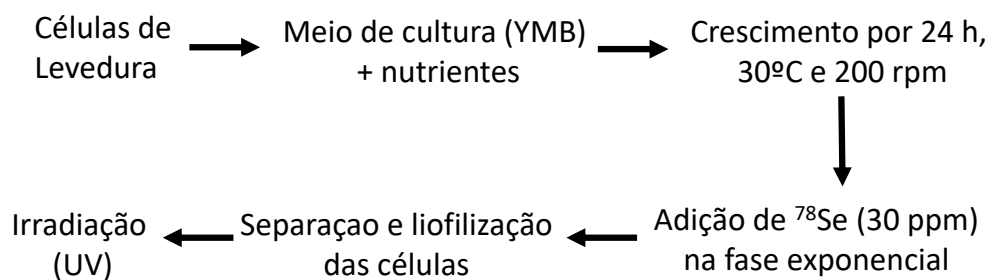 Células de
Levedura
Meio de cultura (YMB)
+ nutrientes
Crescimento por 24 h,
30ºC e 200 rpm
Adição de ⁷⁸Se (30 ppm)
na fase exponencial
Separaçao e liofilização
das células
Irradiação
(UV)